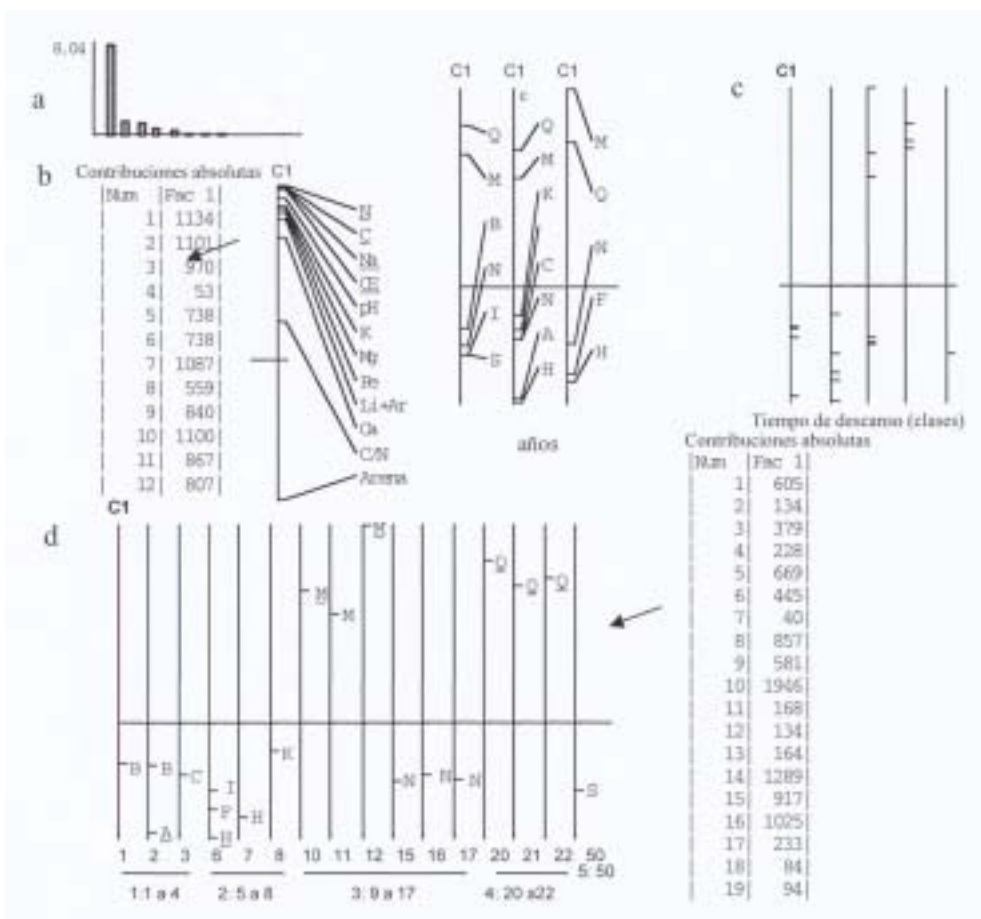 8.04
a
b
Contribuciones absolutas
|Num |Fac 1|
1| 1134
2| 1101
3| 970
4| 53
5| 738
6| 738
7| 1087
8| 559
9| 840
10| 1100
11| 867
12| 807
C1
N
C
Na
CE
pH
K
Mg
Pe
Li+Ar
Ca
C/N
Arena
C1 C1 C1
c
Q
M
B
N
I
S
Q
M
K
C
N
A
H
M
Q
N
F
H
años
c
C1
Tiempo de descanso (clases)
Contribuciones absolutas
|Num |Fac 1|
1| 605
2| 134
3| 379
4| 228
5| 669
6| 445
7| 40
8| 857
9| 581
10| 1946
11| 168
12| 134
13| 164
14| 1289
15| 917
16| 1025
17| 233
18| 84
19| 94
d
C1
B
B
A
C
I
F
H
H
K
M
M
N
N
N
Q
Q
Q
S
1 2 3 6 7 8 10 11 12 15 16 17 20 21 22 50
1:1 a 4 2: 5 a 8 3: 9 a 17 4: 20 a22 5: 50